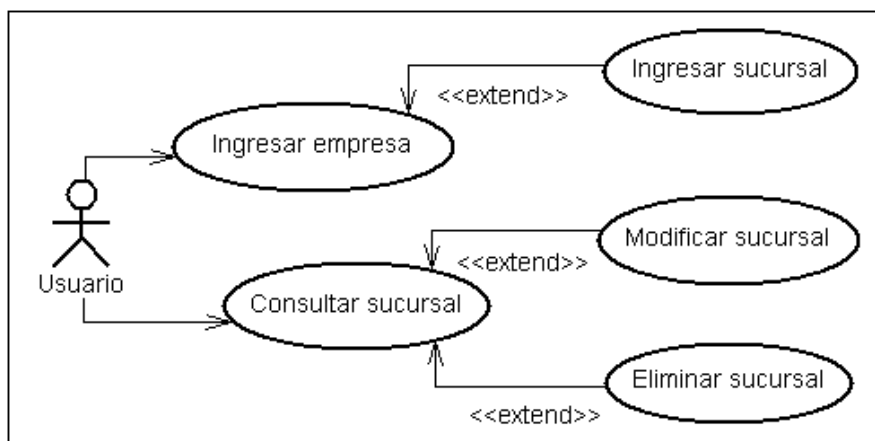 Ingresar sucursal
<<extend>>
Ingresar empresa
Modificar sucursal
<<extend>>
Usuario
Consultar sucursal
Eliminar sucursal
<<extend>>